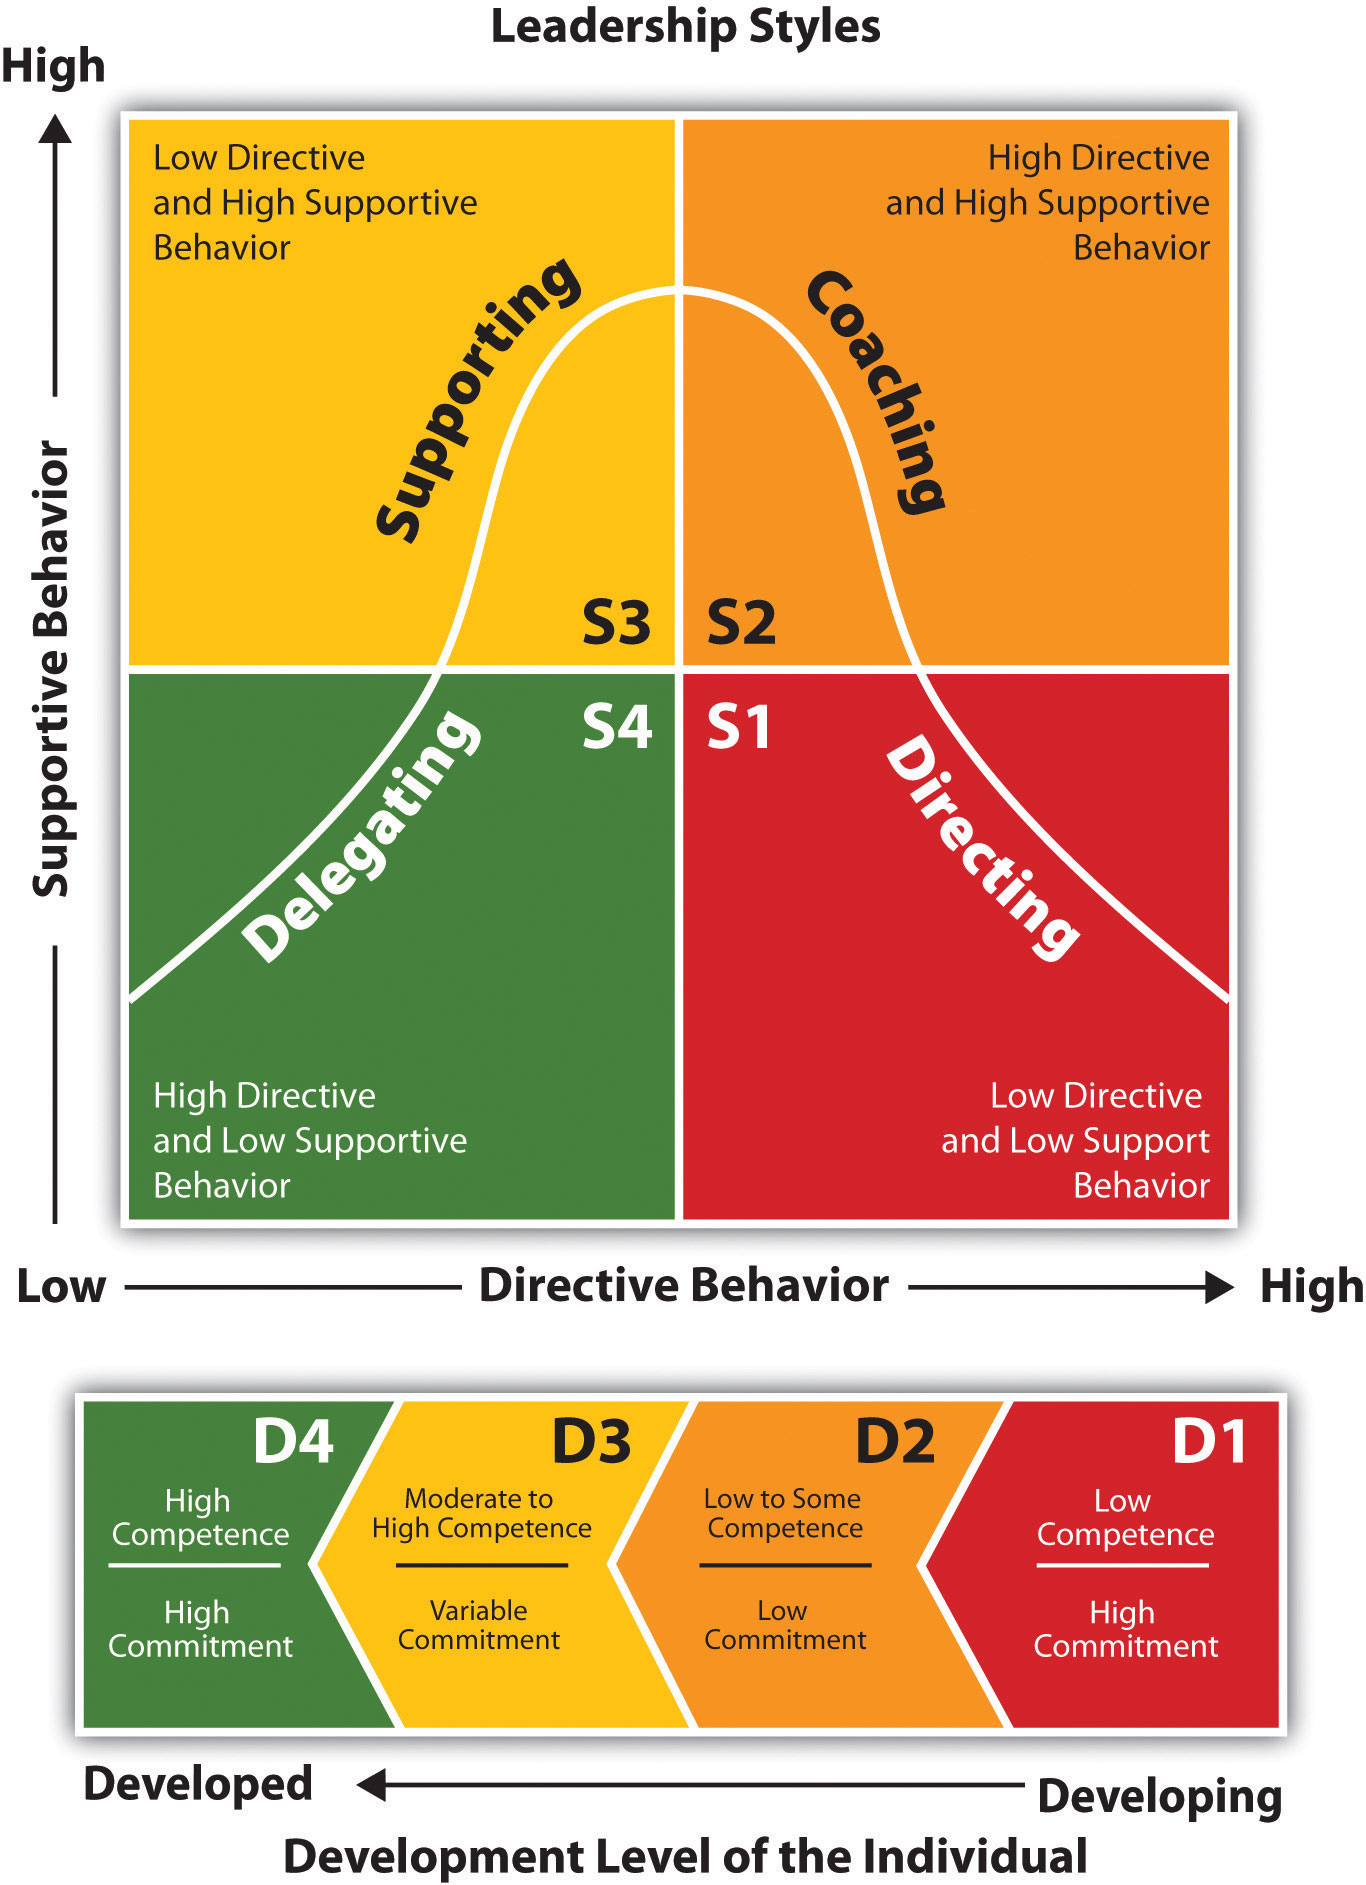 Leadership Styles
High
Low Directive
and High Supportive
Behavior
High Directive
and High Supportive
Behavior
Supporting
Coaching
Supportive Behavior
S3
S2
S4
S1
Delegating
Directing
High Directive
and Low Supportive
Behavior
Low Directive
and Low Support
Behavior
Low
Directive Behavior
High
D4
High
Competence
High
Commitment
D3
Moderate to
High Competence
Variable
Commitment
D2
Low to Some
Competence
Low
Commitment
D1
Low
Competence
High
Commitment
Developed
Developing
Development Level of the Individual